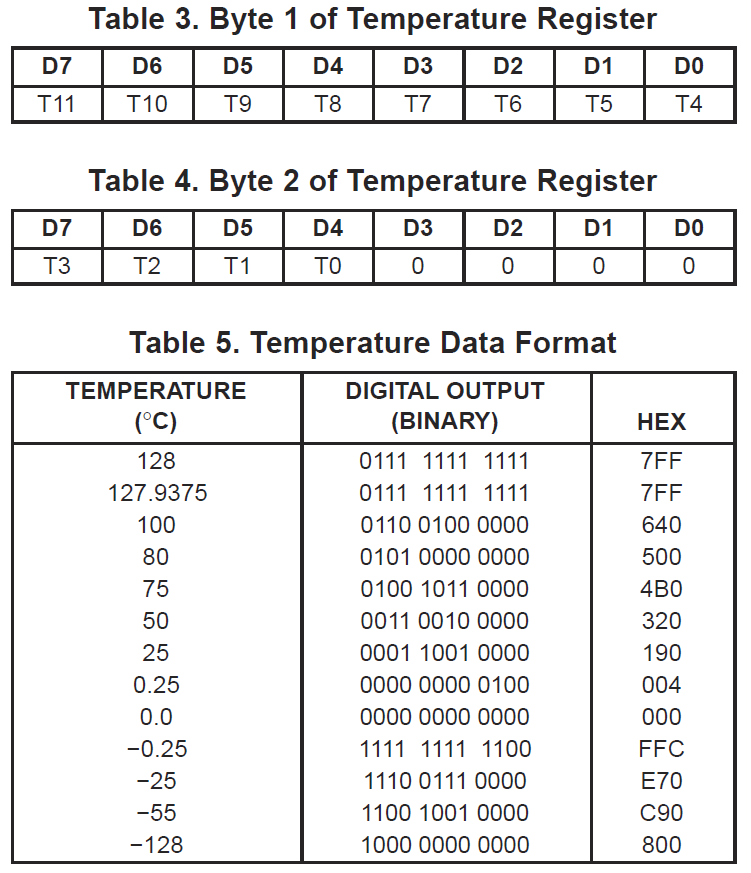 Table 3. Byte 1 of Temperature Register
D7 D6 D5 D4 D3 D2 D1 D0
T11 T10 T9 T8 T7 T6 T5 T4
Table 4. Byte 2 of Temperature Register
D7 D6 D5 D4 D3 D2 D1 D0
T3 T2 T1 T0 0 0 0 0
Table 5. Temperature Data Format
TEMPERATURE DIGITAL OUTPUT
(°C) (BINARY) HEX
128 0111 1111 1111 7FF
127.9375 0111 1111 1111 7FF
100 0110 0100 0000 640
80 0101 0000 0000 500
75 0100 1011 0000 4B0
50 0011 0010 0000 320
25 0001 1001 0000 190
0.25 0000 0000 0100 004
0.0 0000 0000 0000 000
−0.25 1111 1111 1100 FFC
−25 1110 0111 0000 E70
−55 1100 1001 0000 C90
−128 1000 0000 0000 800